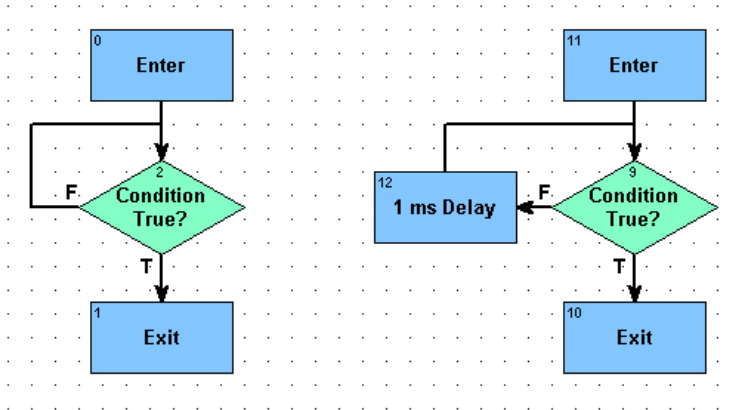 0
Enter
2
Condition
True?
F
T
1
Exit
11
Enter
12
1 ms Delay
F
9
Condition
True?
T
10
Exit